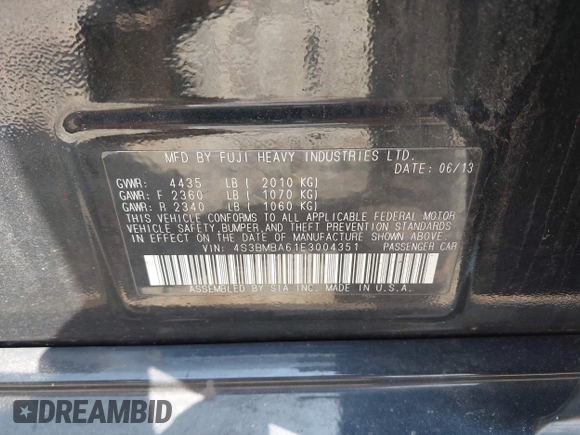 MFD BY FUJI HEAVY INDUSTRIES LTD.
DATE: 06/13
GVWR: 4435 LB ( 2010 KG)
GAWR: F 2360 LB ( 1070 KG)
GAWR: R 2340 LB ( 1060 KG)
THIS VEHICLE CONFORMS TO ALL APPLICABLE FEDERAL MOTOR
VEHICLE SAFETY, BUMPER, AND THEFT PREVENTION STANDARDS
IN EFFECT ON THE DATE OF MANUFACTURE SHOWN ABOVE.
VIN: 4S3BMBA61E3004351 PASSENGER CAR
ASSEMBLED BY SIA INC. MADE IN U.S.A.
DREAMBID